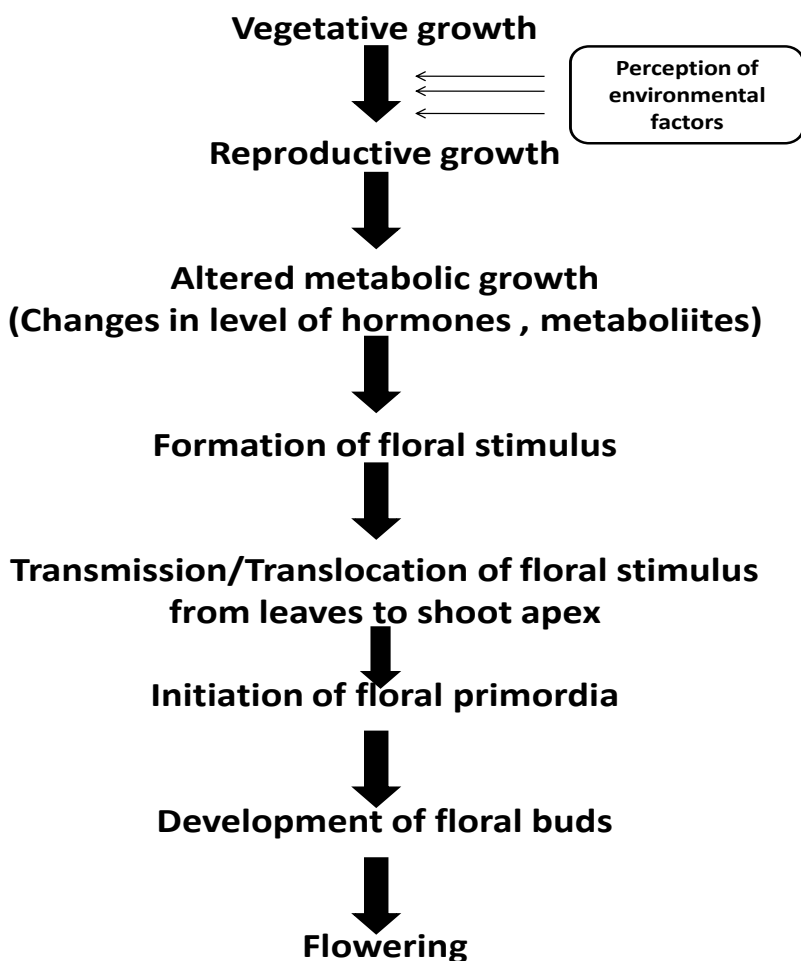 Vegetative growth
Perception of
environmental
factors
Reproductive growth
Altered metabolic growth
(Changes in level of hormones , metaboliites)
Formation of floral stimulus
Transmission/Translocation of floral stimulus
from leaves to shoot apex
Initiation of floral primordia
Development of floral buds
Flowering